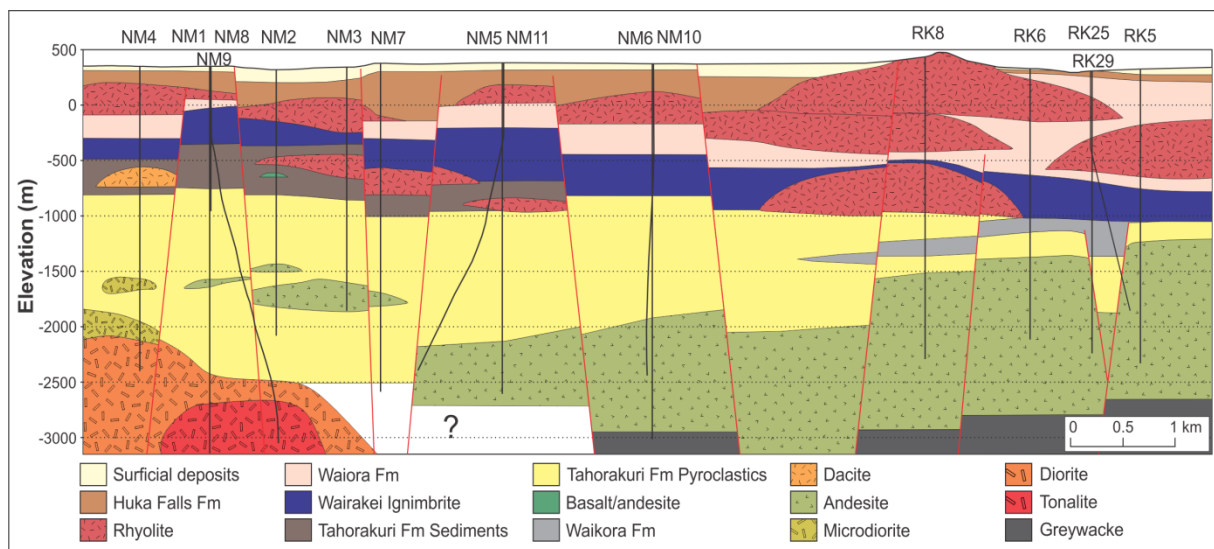 NM4 NM1 NM8 NM2 NM3 NM7 NM5 NM11 NM6 NM10 RK8 RK6 RK25 RK5
NM9 RK29
500
0
-500
-1000
-1500
-2000
-2500
-3000
Elevation (m)
?
0 0.5 1 km
Surficial deposits Waiora Fm Tahorakuri Fm Pyroclastics Dacite Diorite
Huka Falls Fm Wairakei Ignimbrite Basalt/andesite Andesite Tonalite
Rhyolite Tahorakuri Fm Sediments Waikora Fm Microdiorite Greywacke